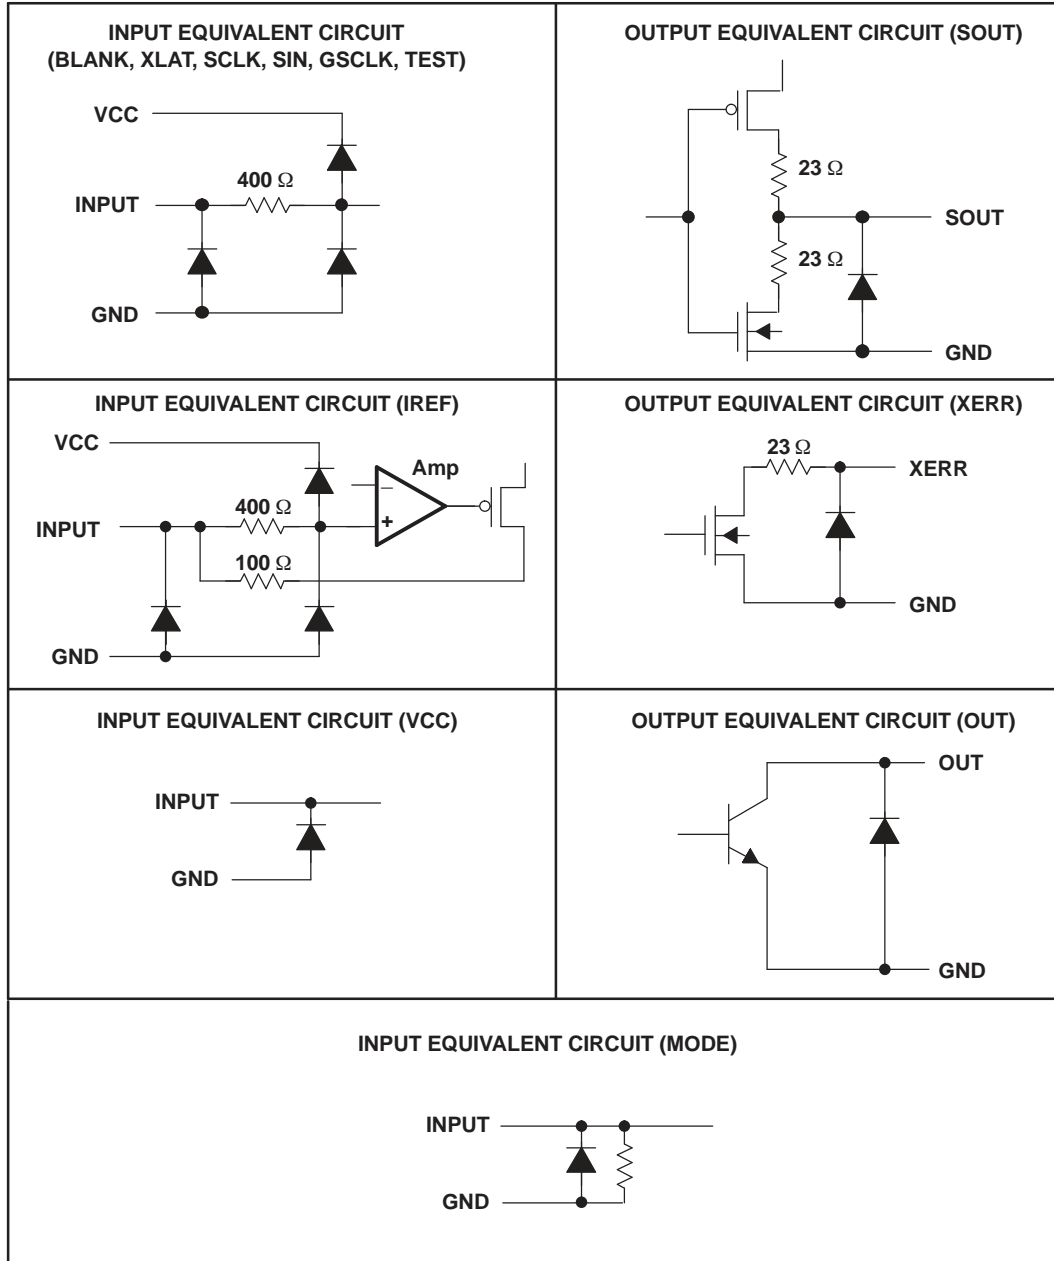 INPUT EQUIVALENT CIRCUIT
(BLANK, XLAT, SCLK, SIN, GSCLK, TEST)
VCC
400 Ω
INPUT
GND
OUTPUT EQUIVALENT CIRCUIT (SOUT)
23 Ω
SOUT
23 Ω
GND
INPUT EQUIVALENT CIRCUIT (IREF)
VCC
Amp
_
400 Ω
INPUT
+
100 Ω
GND
OUTPUT EQUIVALENT CIRCUIT (XERR)
23 Ω
XERR
GND
INPUT EQUIVALENT CIRCUIT (VCC)
INPUT
GND
OUTPUT EQUIVALENT CIRCUIT (OUT)
OUT
GND
INPUT EQUIVALENT CIRCUIT (MODE)
INPUT
GND